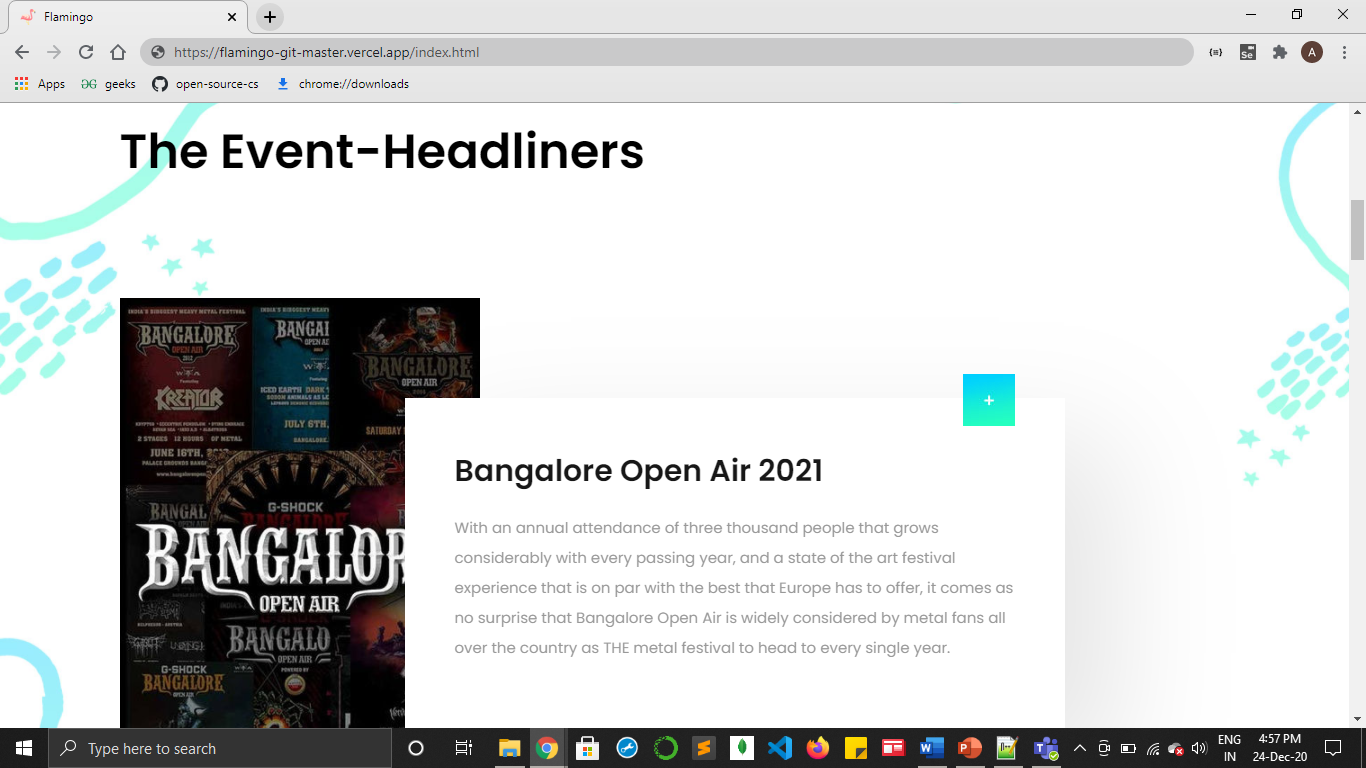 Flamingo
https://flamingo-git-master.vercel.app/index.html
A
Apps
geeks
open-source-cs
chrome://downloads
The Event-Headliners
INDIA'S BIGGEST HEAVY METAL FESTIVAL
BANGALORE
OPEN AIR
2012
Featuring
KREATOR
2 STAGES 12 HOURS OF METAL
JUNE 16TH,
PALACE GROUNDS
ICED EARTH
JULY 6TH,
BANGALORE
OPEN AIR
SATURDAY
G-SHOCK
BANGALOR
OPEN AIR
BANGALO
OPEN AIR
POWERED BY
G-SHOCK
BANGALORE
OPEN AIR
+
Bangalore Open Air 2021
With an annual attendance of three thousand people that grows
considerably with every passing year, and a state of the art festival
experience that is on par with the best that Europe has to offer, it comes as
no surprise that Bangalore Open Air is widely considered by metal fans all
over the country as THE metal festival to head to every single year.
Type here to search
ENG
IN
4:57 PM
24-Dec-20